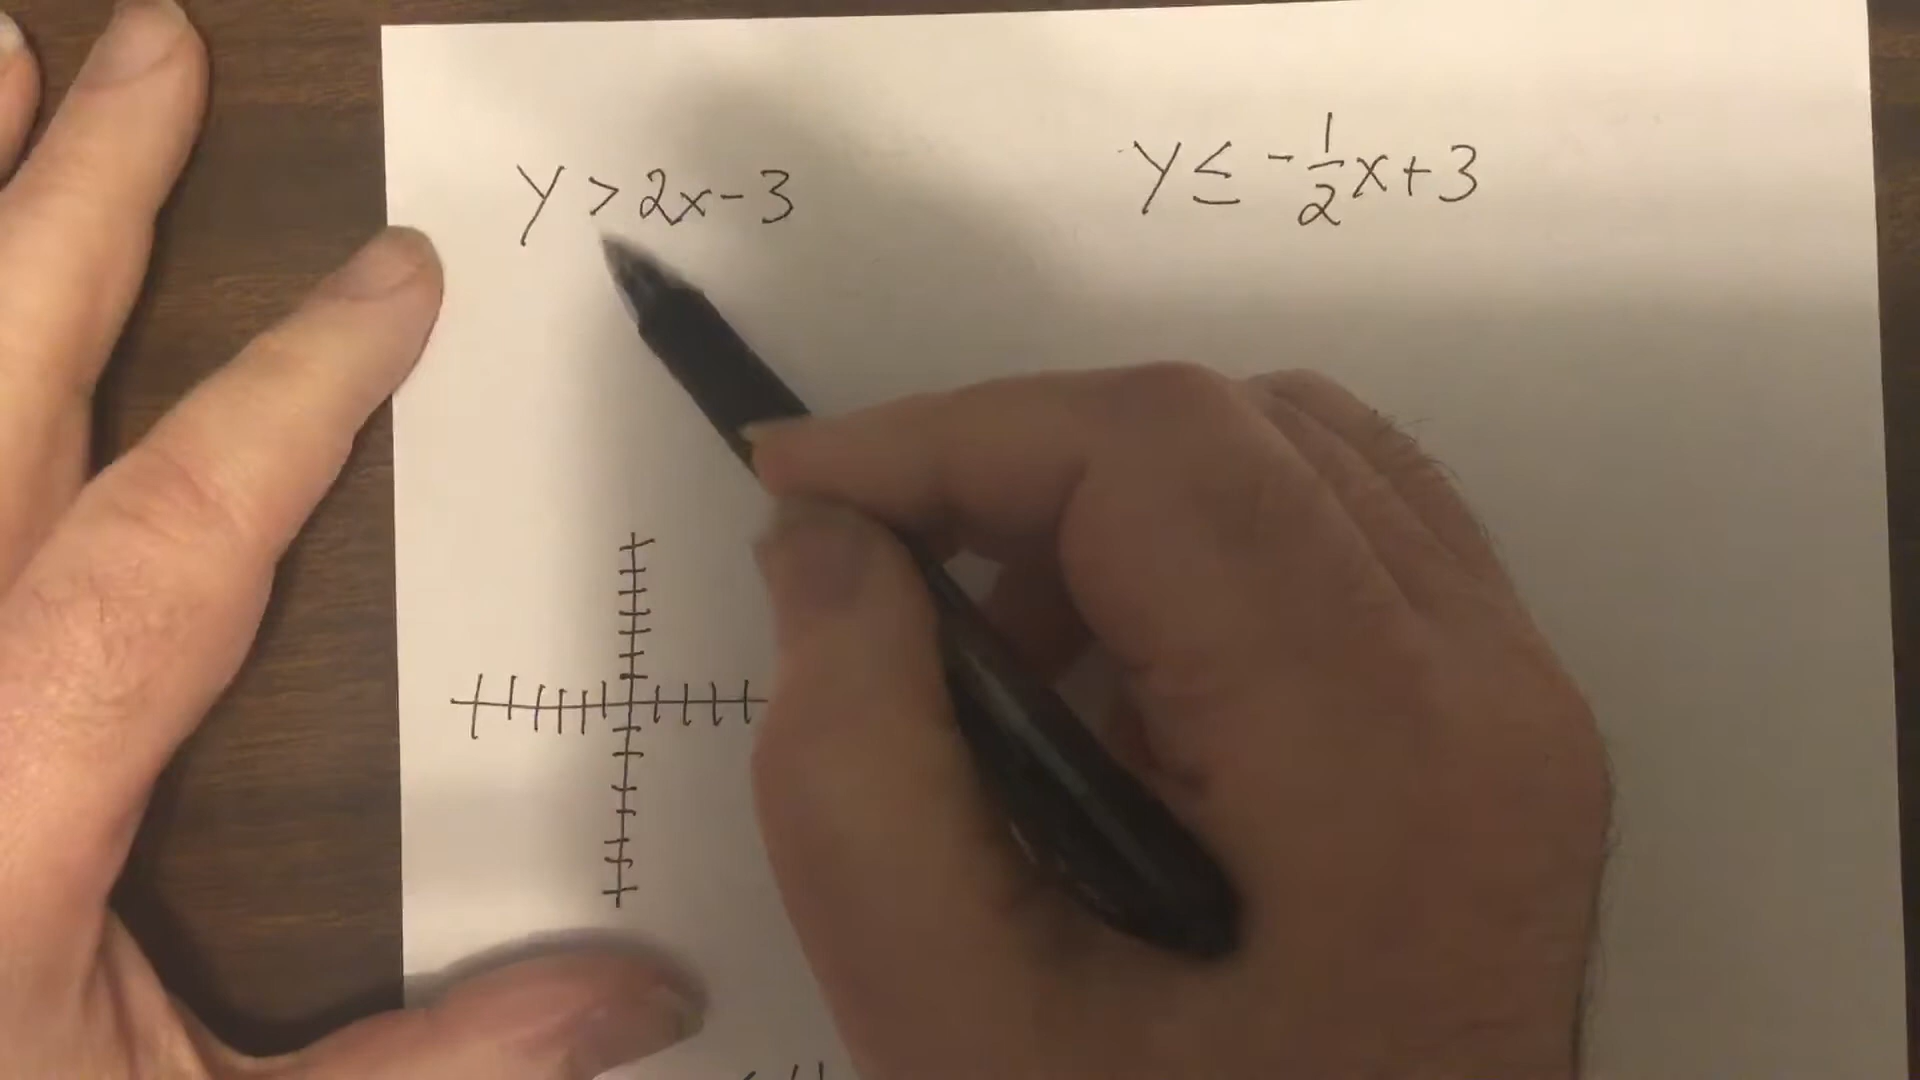 y > 2x - 3
y ≤ -1/2x + 3